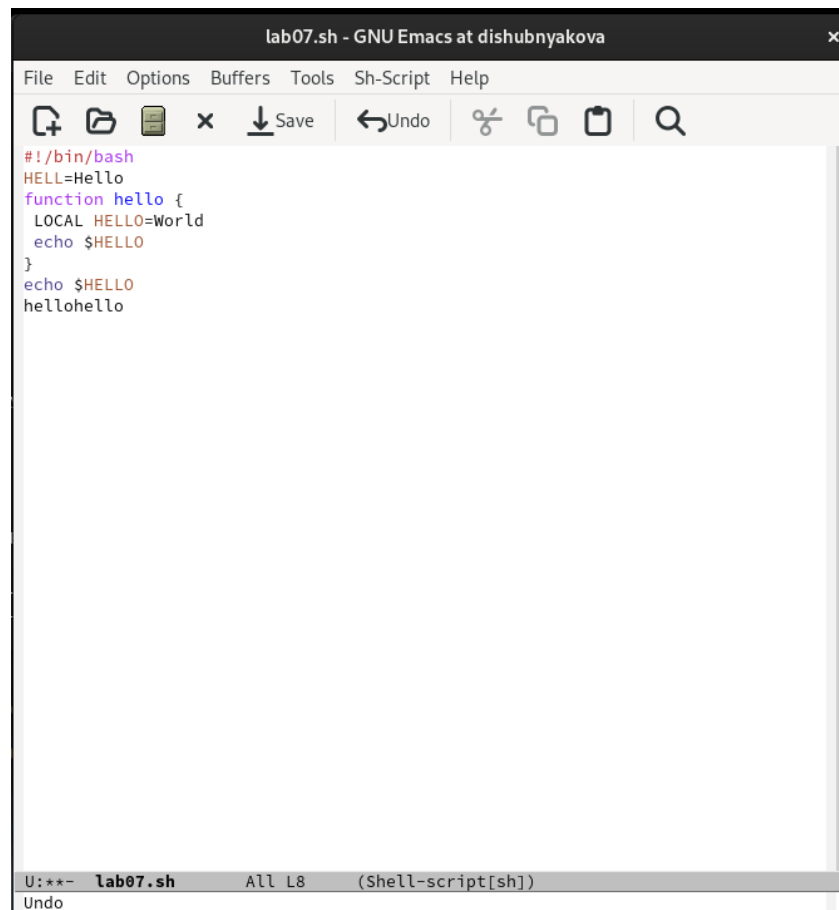 lab07.sh - GNU Emacs at dishubnyakova ×
File Edit Options Buffers Tools Sh-Script Help
Save Undo
#!/bin/bash
HELL=Hello
function hello {
 LOCAL HELLO=World
 echo $HELLO
}
echo $HELLO
hellohello
U:**- lab07.sh All L8 (Shell-script[sh])
Undo